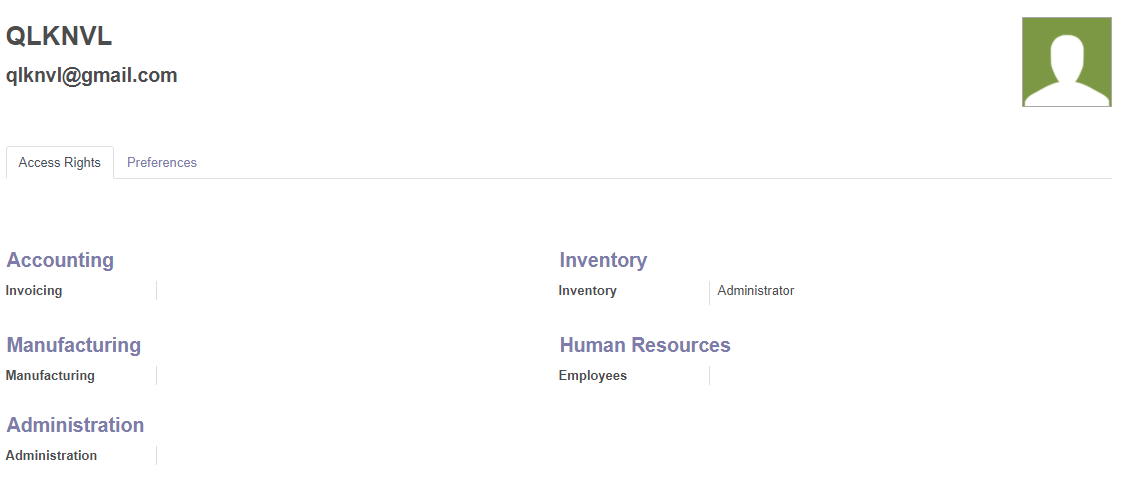 QLKNVL
qlknvl@gmail.com
Access Rights Preferences
Accounting
Invoicing
Inventory
Inventory Administrator
Manufacturing
Manufacturing
Human Resources
Employees
Administration
Administration